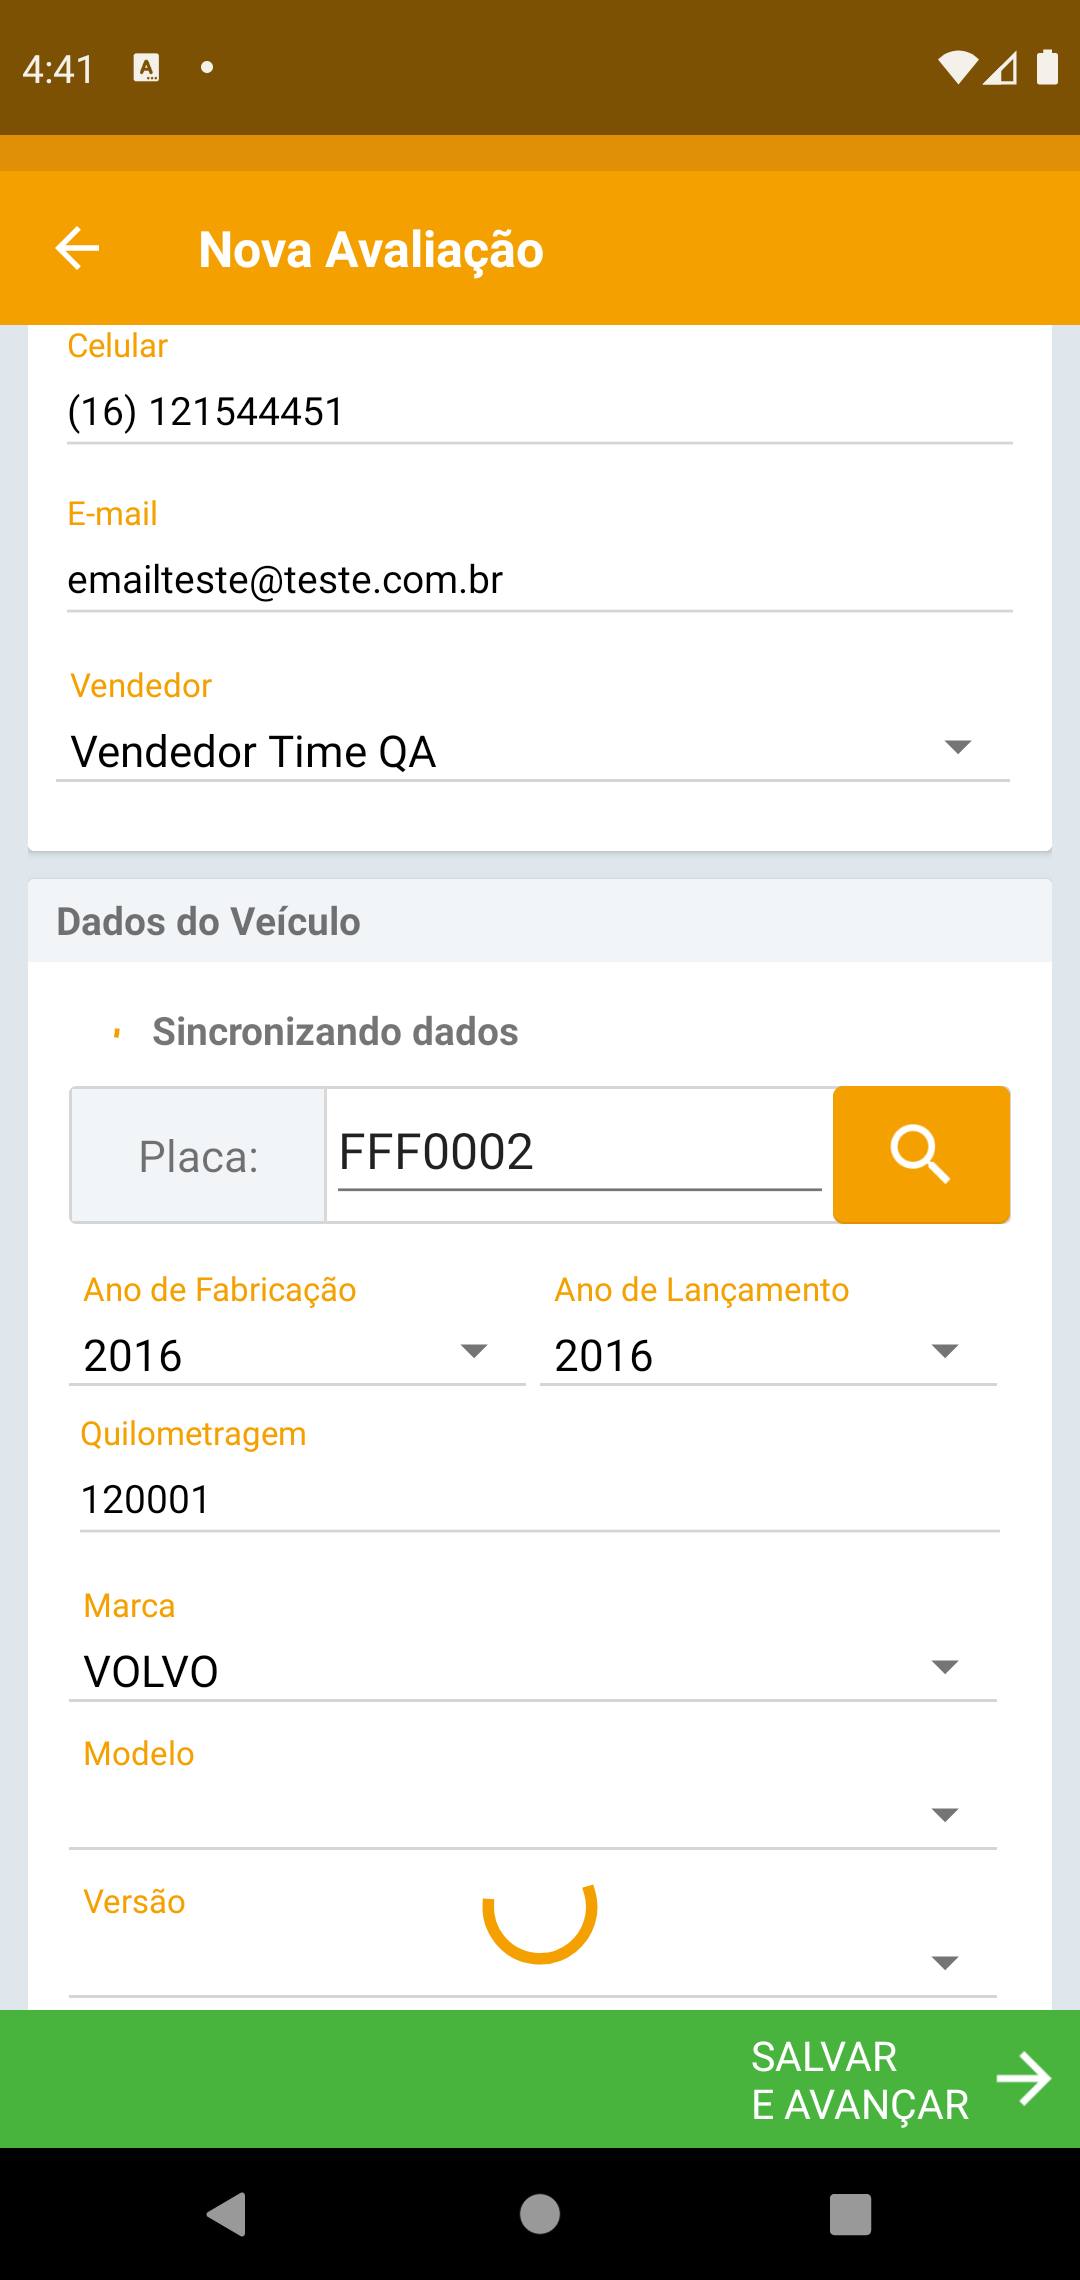 4:41
Nova Avaliação
Celular
(16) 121544451
E-mail
emailteste@teste.com.br
Vendedor
Vendedor Time QA
Dados do Veículo
Sincronizando dados
Placa: FFF0002
Ano de Fabricação Ano de Lançamento
2016 2016
Quilometragem
120001
Marca
VOLVO
Modelo
Versão
SALVAR
E AVANÇAR